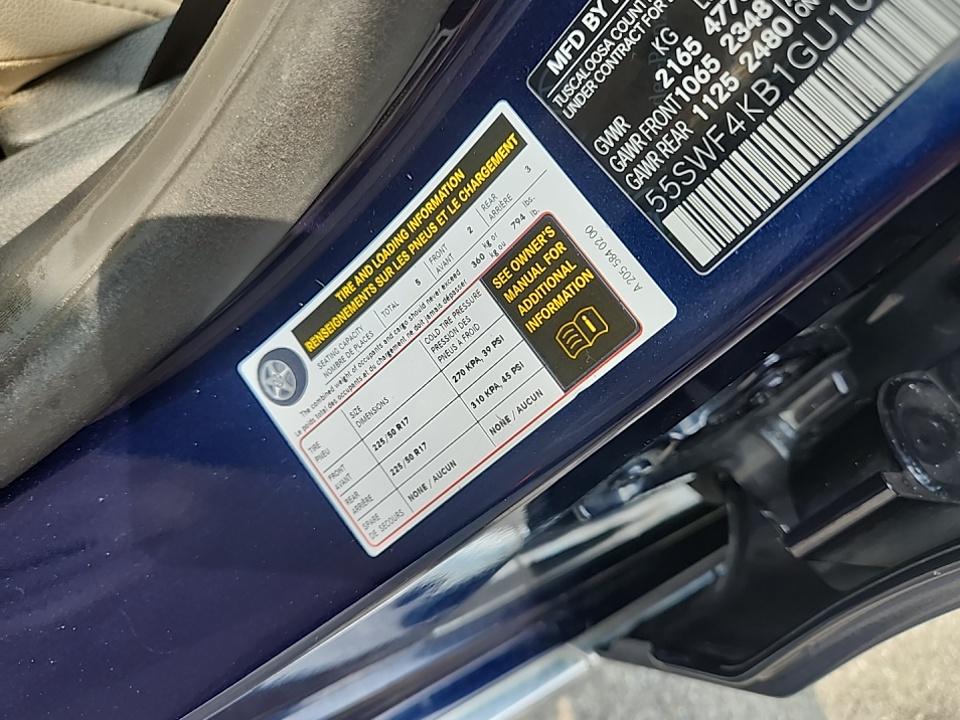 MFD BY
TUSCALOOSA COUNT
UNDER CONTRACT FOR
KG
GVWR 2165 477
GAWR FRONT 1065 2348
GAWR REAR 1125 2480
55SWF4KB1GU1
TIRE AND LOADING INFORMATION
RENSEIGNEMENTS SUR LES PNEUS ET LE CHARGEMENT
SEATING CAPACITY TOTAL 5 FRONT 2 REAR 3
NOMBRE DE PLACES AVANT ARRIÈRE
The combined weight of occupants and cargo should never exceed 360 kg or 794 lbs.
Le poids total des occupants et du chargement ne doit jamais dépasser kg ou lb.
TIRE SIZE COLD TIRE PRESSURE
PNEU DIMENSIONS PRESSION DES
PNEUS À FROID
FRONT 225/50 R17 270 KPA, 39 PSI
AVANT
REAR 225/50 R17 310 KPA, 45 PSI
ARRIÈRE
SPARE NONE / AUCUN NONE / AUCUN
DE SECOURS
SEE OWNER'S
MANUAL FOR
ADDITIONAL
INFORMATION
A 205 584 02 00